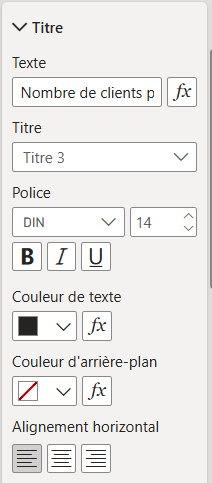 Titre
Texte
Nombre de clients p
fx
Titre
Titre 3
Police
DIN 14
B I U
Couleur de texte
fx
Couleur d'arrière-plan
fx
Alignement horizontal